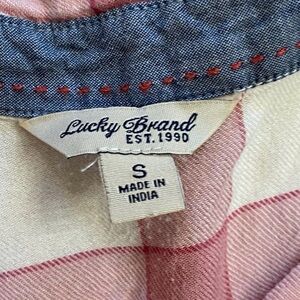 Lucky Brand
EST. 1990
S
MADE IN
INDIA